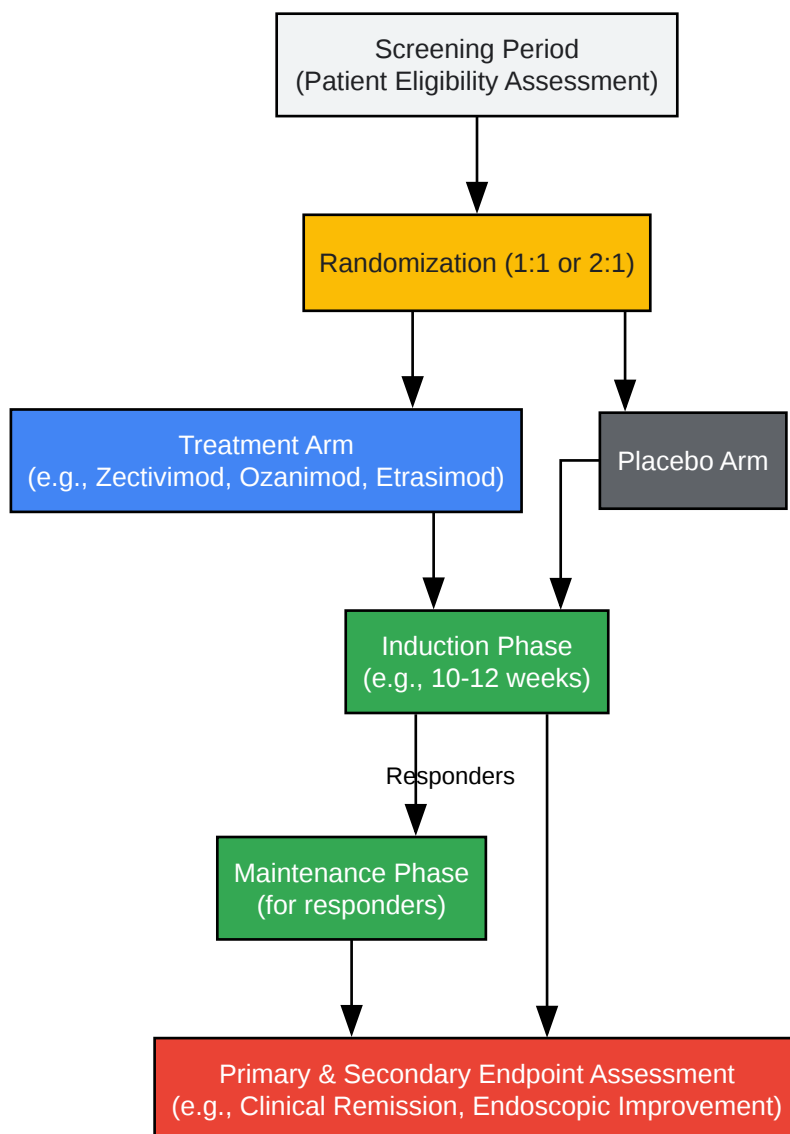 Screening Period
(Patient Eligibility Assessment)
Randomization (1:1 or 2:1)
Treatment Arm
(e.g., Zectivimod, Ozanimod, Etrasimod)
Placebo Arm
Induction Phase
(e.g., 10-12 weeks)
Responders
Maintenance Phase
(for responders)
Primary & Secondary Endpoint Assessment
(e.g., Clinical Remission, Endoscopic Improvement)